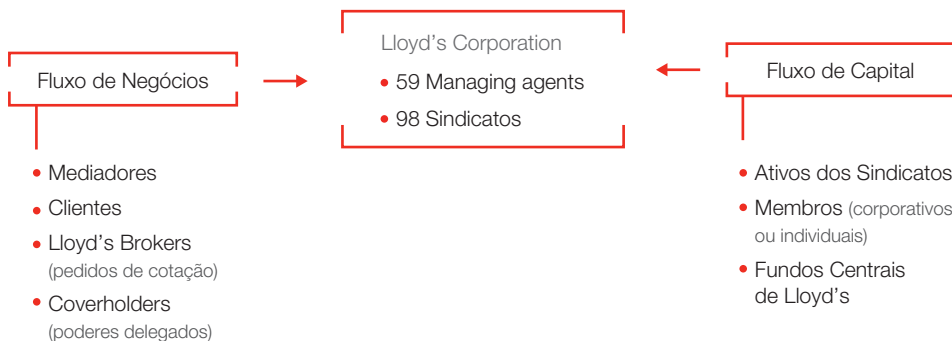 Fluxo de Negócios
Lloyd's Corporation
• 59 Managing agents
• 98 Sindicatos
Fluxo de Capital
• Mediadores
• Clientes
• Lloyd's Brokers
(pedidos de cotação)
• Coverholders
(poderes delegados)
• Ativos dos Sindicatos
• Membros (corporativos
ou individuais)
• Fundos Centrais
de Lloyd's